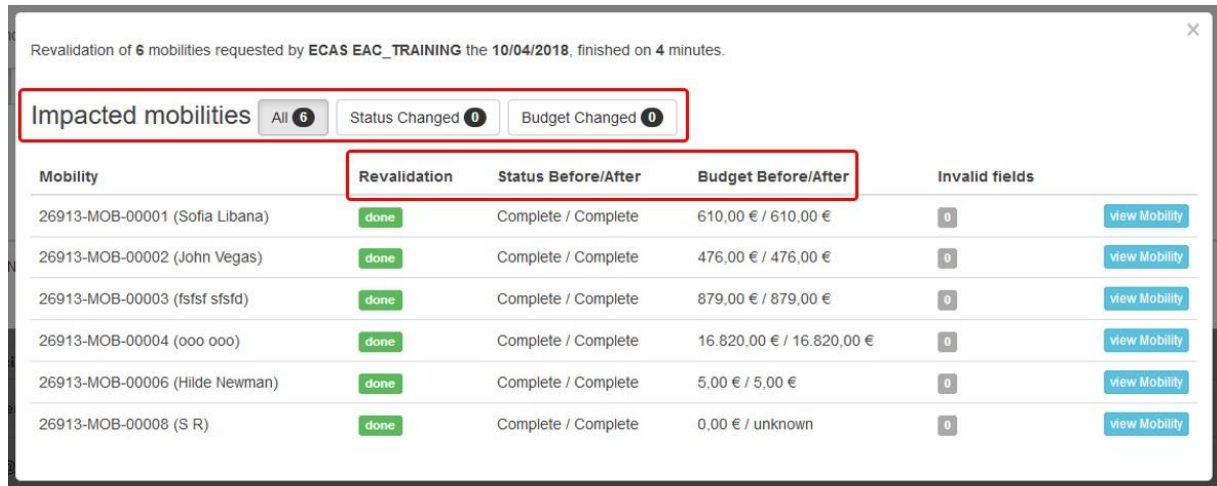 Revalidation of 6 mobilities requested by ECAS EAC_TRAINING the 10/04/2018, finished on 4 minutes.
×
Impacted mobilities All 6 Status Changed 0 Budget Changed 0
Mobility Revalidation Status Before/After Budget Before/After Invalid fields
26913-MOB-00001 (Sofia Libana) done Complete / Complete 610,00 € / 610,00 € 0 view Mobility
26913-MOB-00002 (John Vegas) done Complete / Complete 476,00 € / 476,00 € 0 view Mobility
26913-MOB-00003 (fsfsf sfsfd) done Complete / Complete 879,00 € / 879,00 € 0 view Mobility
26913-MOB-00004 (ooo ooo) done Complete / Complete 16.820,00 € / 16.820,00 € 0 view Mobility
26913-MOB-00006 (Hilde Newman) done Complete / Complete 5,00 € / 5,00 € 0 view Mobility
26913-MOB-00008 (S R) done Complete / Complete 0,00 € / unknown 0 view Mobility